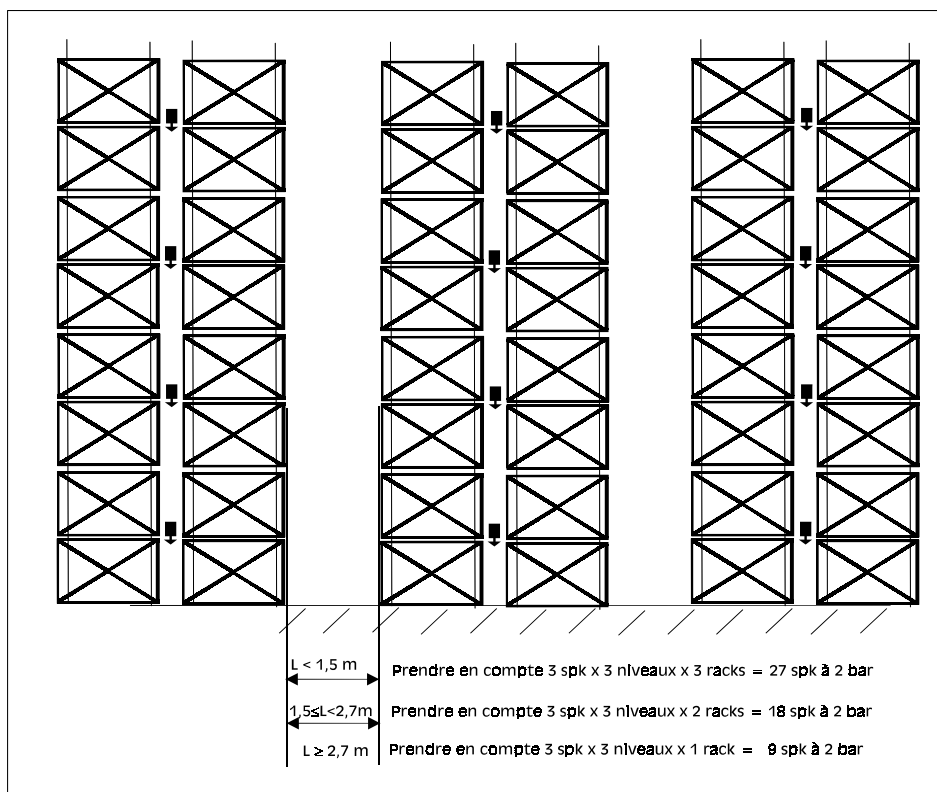 L < 1,5 m Prendre en compte 3 spk x 3 niveaux x 3 racks = 27 spk à 2 bar
1,5≤L<2,7m Prendre en compte 3 spk x 3 niveaux x 2 racks = 18 spk à 2 bar
L ≥ 2,7 m Prendre en compte 3 spk x 3 niveaux x 1 rack = 9 spk à 2 bar